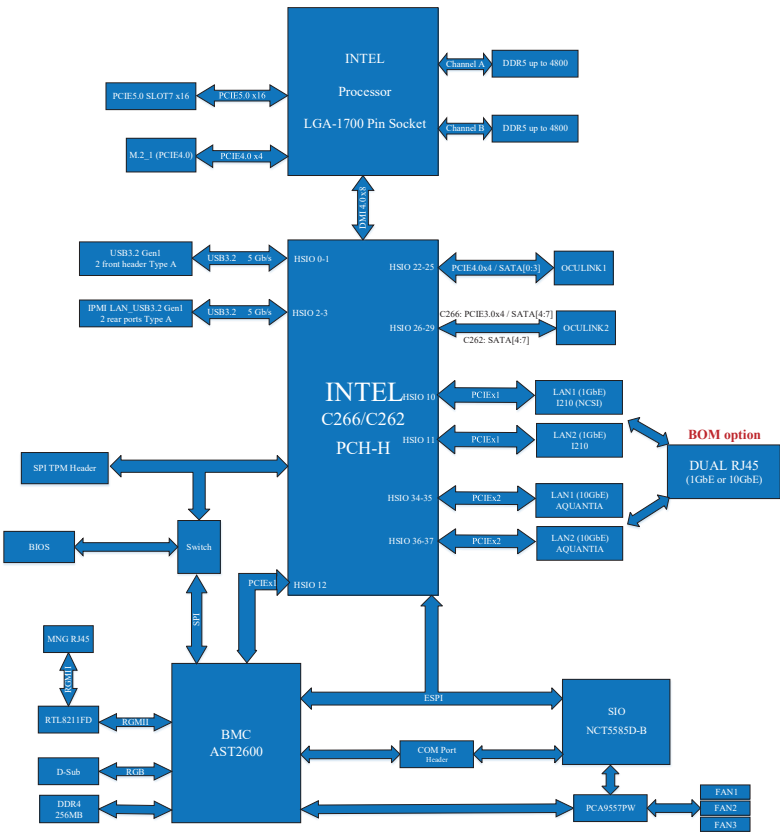 INTEL
Processor
LGA-1700 Pin Socket
Channel A
DDR5 up to 4800
PCIE5.0 SLOT7 x16
PCIE5.0 x16
Channel B
DDR5 up to 4800
M.2_1 (PCIE4.0)
PCIE4.0 x4
DMI 4.0 x8
USB3.2 Gen1
2 front header Type A
USB3.2 5 Gb/s
HSIO 0-1
HSIO 22-25
PCIE4.0x4 / SATA[0:3]
OCULINK1
IPMI LAN_USB3.2 Gen1
2 rear ports Type A
USB3.2 5 Gb/s
HSIO 2-3
HSIO 26-29
C266: PCIE3.0x4 / SATA[4:7]
C262: SATA[4:7]
OCULINK2
INTEL
C266/C262
PCH-H
HSIO 10
PCIEx1
LAN1 (1GbE)
I210 (NCSI)
HSIO 11
PCIEx1
LAN2 (1GbE)
I210
BOM option
DUAL RJ45
(1GbE or 10GbE)
SPI TPM Header
HSIO 34-35
PCIEx2
LAN1 (10GbE)
AQUANTIA
HSIO 36-37
PCIEx2
LAN2 (10GbE)
AQUANTIA
BIOS
Switch
SPI
PCIEx1
HSIO 12
MNG RJ45
RGMII
RTL8211FD
RGMII
BMC
AST2600
ESPI
SIO
NCT5585D-B
D-Sub
RGB
COM Port
Header
DDR4
256MB
PCA9557PW
FAN1
FAN2
FAN3